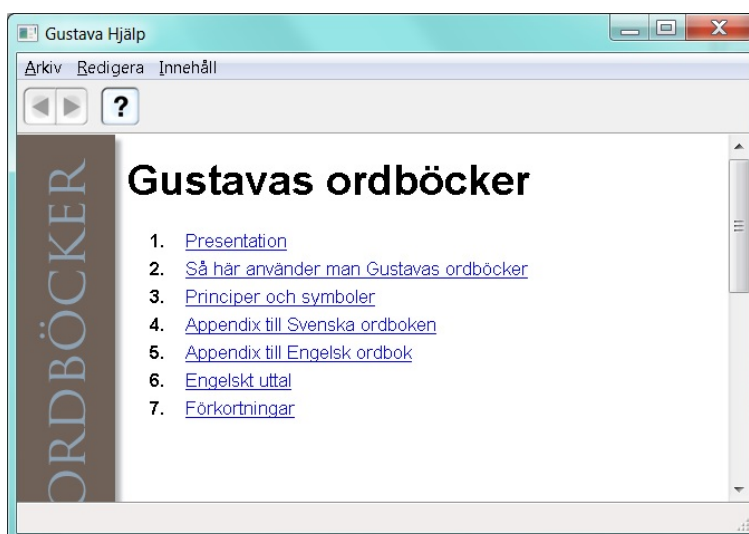 Gustava Hjälp
Arkiv Redigera Innehåll
?
ORDBÖCKER
Gustavas ordböcker
1. Presentation
2. Så här använder man Gustavas ordböcker
3. Principer och symboler
4. Appendix till Svenska ordboken
5. Appendix till Engelsk ordbok
6. Engelskt uttal
7. Förkortningar